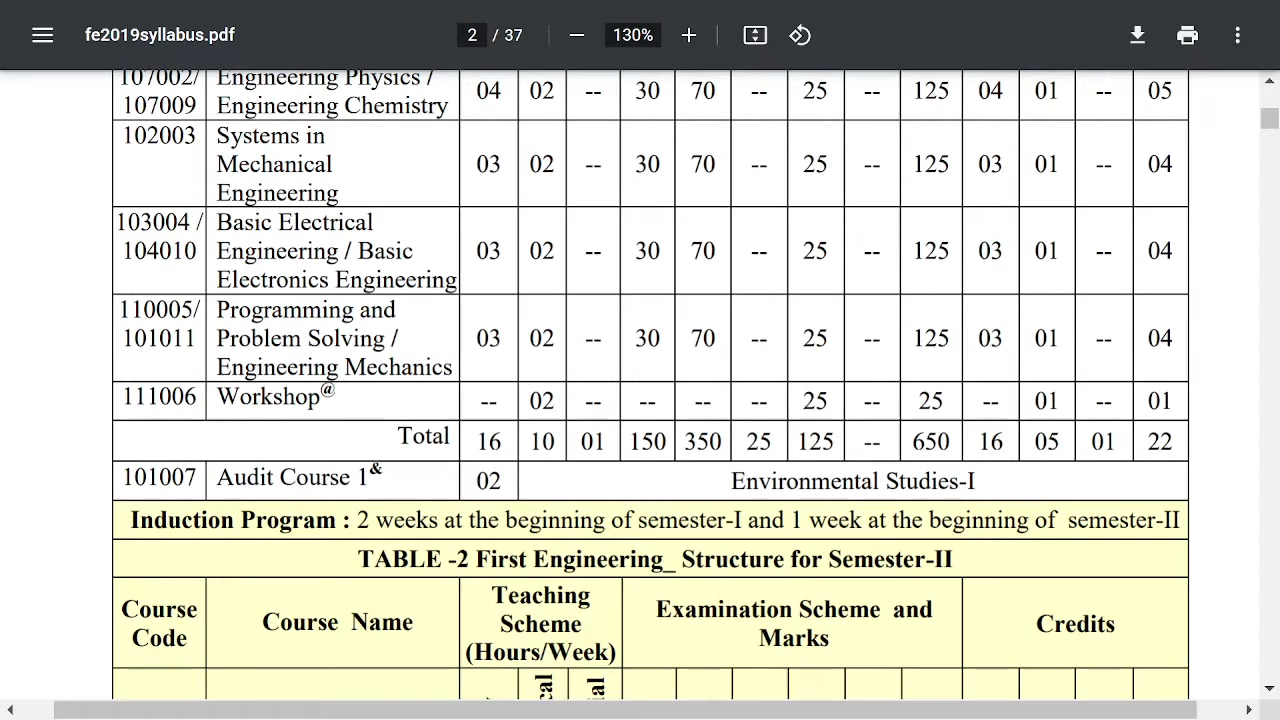 fe2019syllabus.pdf 2 / 37 130%
107002/ Engineering Physics / 04 02 -- 30 70 -- 25 -- 125 04 01 -- 05
107009 Engineering Chemistry
102003 Systems in
Mechanical 03 02 -- 30 70 -- 25 -- 125 03 01 -- 04
Engineering
103004 / Basic Electrical
104010 Engineering / Basic 03 02 -- 30 70 -- 25 -- 125 03 01 -- 04
Electronics Engineering
110005/ Programming and
101011 Problem Solving / 03 02 -- 30 70 -- 25 -- 125 03 01 -- 04
Engineering Mechanics
111006 Workshop@ -- 02 -- -- -- -- 25 -- 25 -- 01 -- 01
Total 16 10 01 150 350 25 125 -- 650 16 05 01 22
101007 Audit Course 1& 02 Environmental Studies-I
Induction Program : 2 weeks at the beginning of semester-I and 1 week at the beginning of semester-II
TABLE -2 First Engineering_ Structure for Semester-II
Course Code
Course Name
Teaching Scheme (Hours/Week)
Examination Scheme and Marks
Credits